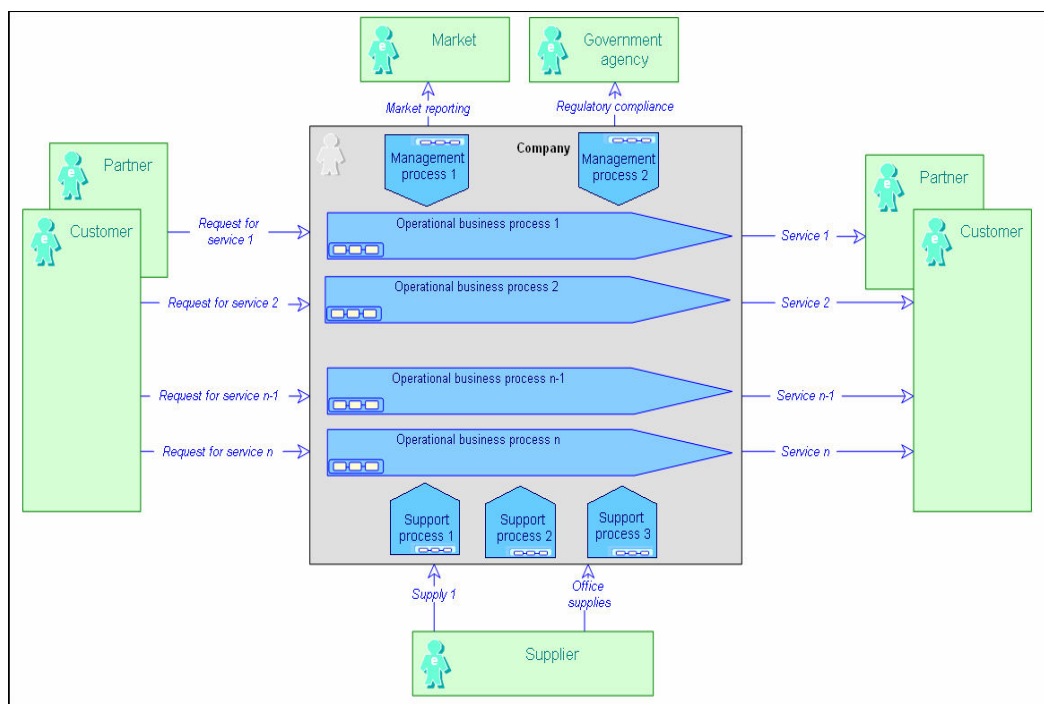 Market
Government
agency
Market reporting
Regulatory compliance
Company
Management
process 1
Management
process 2
Partner
Customer
Partner
Customer
Request for
service 1
Operational business process 1
Service 1
Request for service 2
Operational business process 2
Service 2
Request for service n-1
Operational business process n-1
Service n-1
Request for service n
Operational business process n
Service n
Support
process 1
Support
process 2
Support
process 3
Supply 1
Office
supplies
Supplier
e
e
e
e
e
e
e